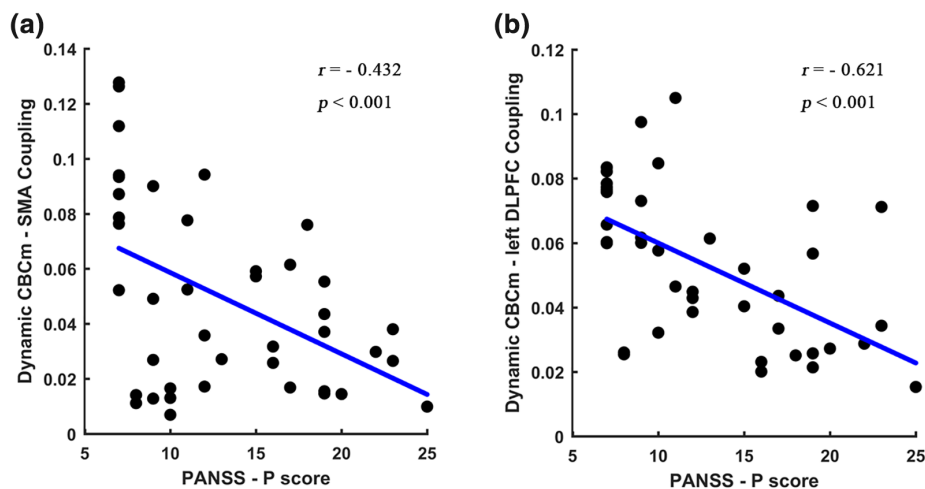 (a)
Dynamic CBCm - SMA Coupling
0.14
0.12
0.1
0.08
0.06
0.04
0.02
0
r = - 0.432
p < 0.001
5 10 15 20 25
PANSS - P score
(b)
Dynamic CBCm - left DLPFC Coupling
0.12
0.1
0.08
0.06
0.04
0.02
0
r = - 0.621
p < 0.001
5 10 15 20 25
PANSS - P score